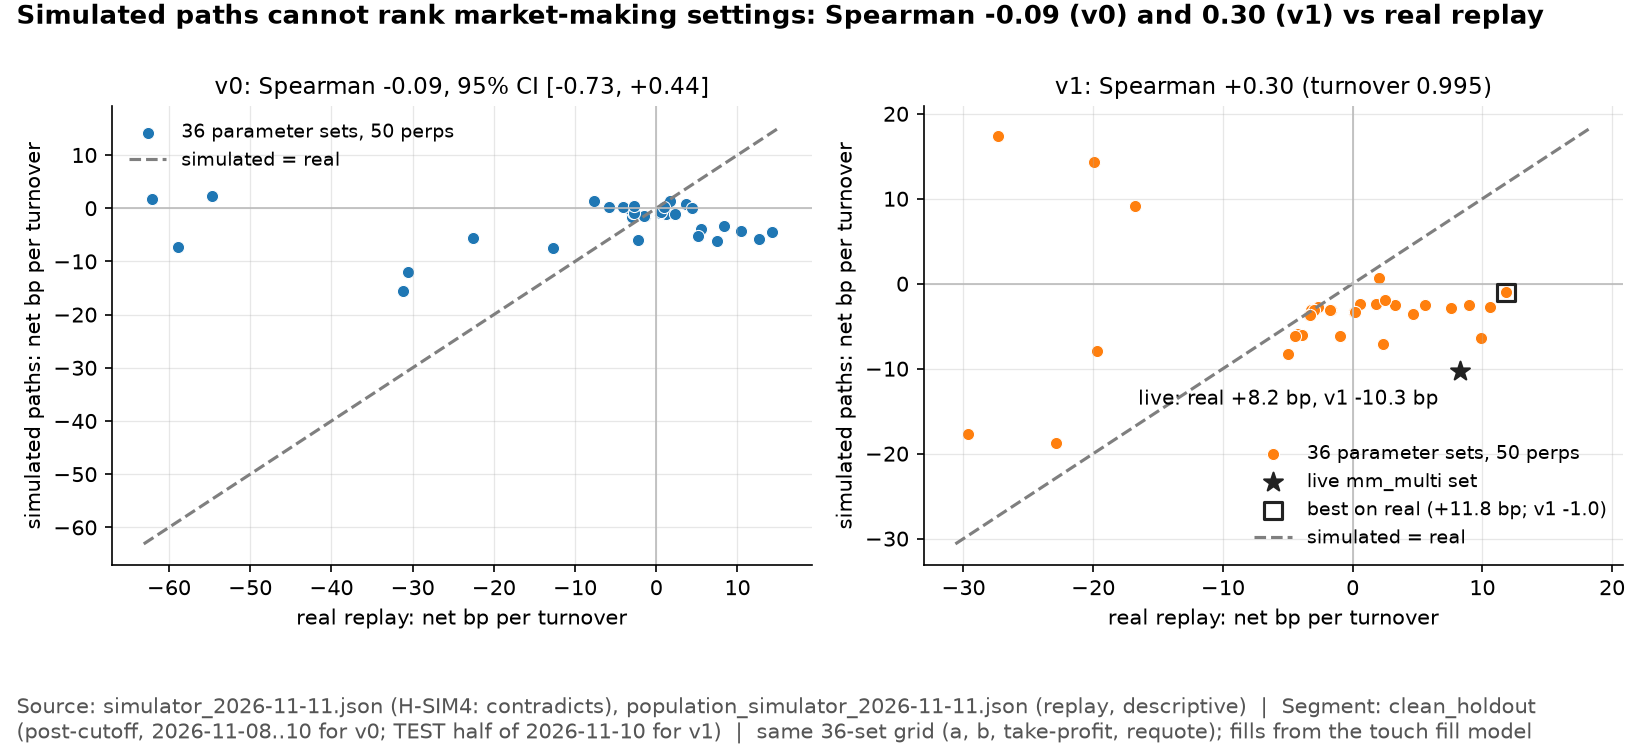 Simulated paths cannot rank market-making settings: Spearman -0.09 (v0) and 0.30 (v1) vs real replay
v0: Spearman -0.09, 95% CI [-0.73, +0.44]
36 parameter sets, 50 perps
simulated = real
simulated paths: net bp per turnover
10
0
−10
−20
−30
−40
−50
−60
−60
−50
−40
−30
−20
−10
0
10
real replay: net bp per turnover
v1: Spearman +0.30 (turnover 0.995)
simulated paths: net bp per turnover
20
10
0
−10
−20
−30
live: real +8.2 bp, v1 -10.3 bp
36 parameter sets, 50 perps
live mm_multi set
best on real (+11.8 bp; v1 -1.0)
simulated = real
−30
−20
−10
0
10
20
real replay: net bp per turnover
Source: simulator_2026-11-11.json (H-SIM4: contradicts), population_simulator_2026-11-11.json (replay, descriptive) | Segment: clean_holdout
(post-cutoff, 2026-11-08..10 for v0; TEST half of 2026-11-10 for v1) | same 36-set grid (a, b, take-profit, requote); fills from the touch fill model